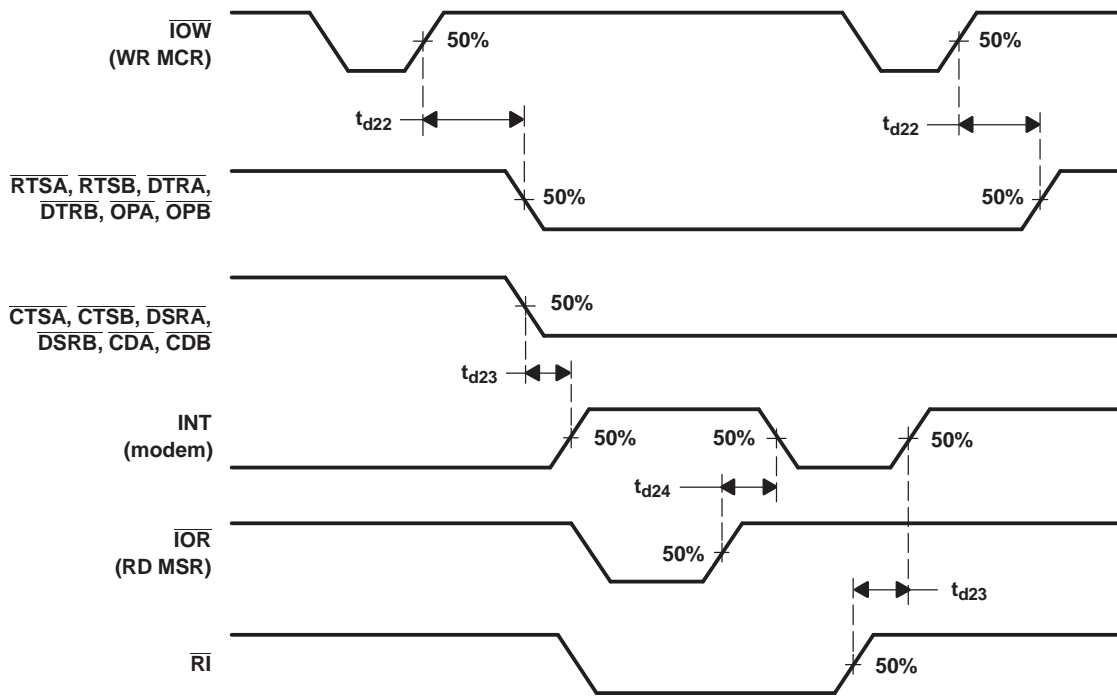 IOW
50%
50%
(WR MCR)
td22
td22
RTSA, RTSB, DTRA,
DTRB, OPA, OPB
50%
50%
50%
CTSA, CTSB, DSRA,
DSRB, CDA, CDB
td23
INT
(modem)
50%
50%
50%
td24
IOR
(RD MSR)
50%
td23
RI
50%